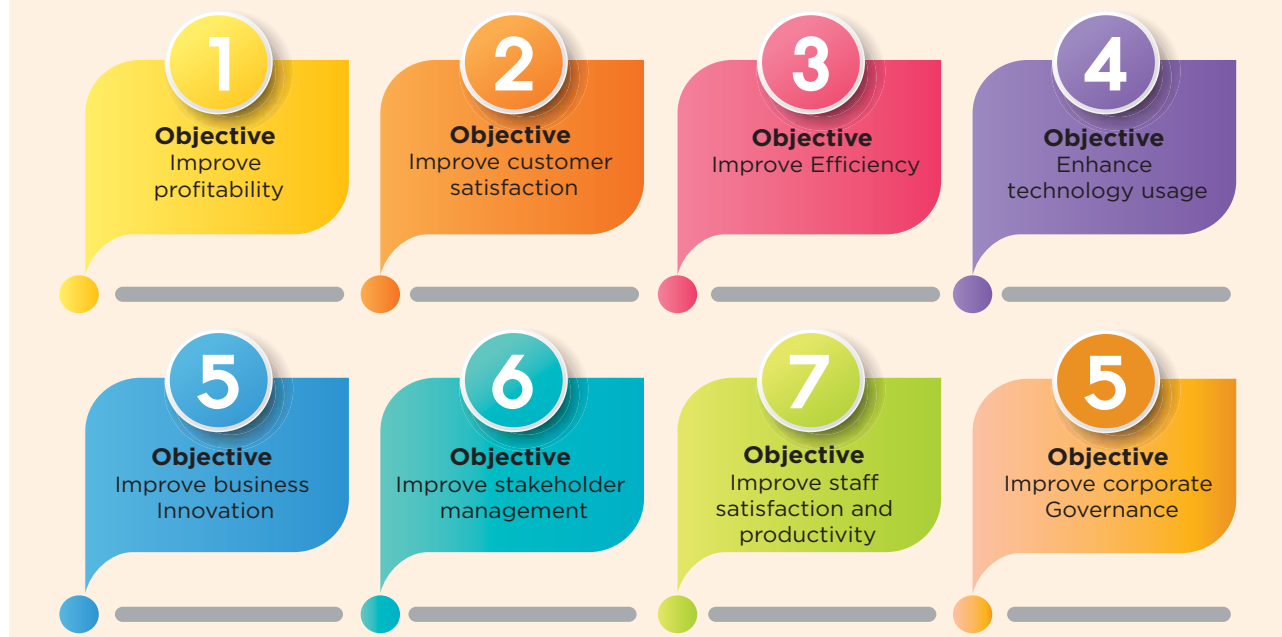 1
Objective
Improve
profitability
2
Objective
Improve customer
satisfaction
3
Objective
Improve Efficiency
4
Objective
Enhance
technology usage
5
Objective
Improve business
Innovation
6
Objective
Improve stakeholder
management
7
Objective
Improve staff
satisfaction and
productivity
5
Objective
Improve corporate
Governance